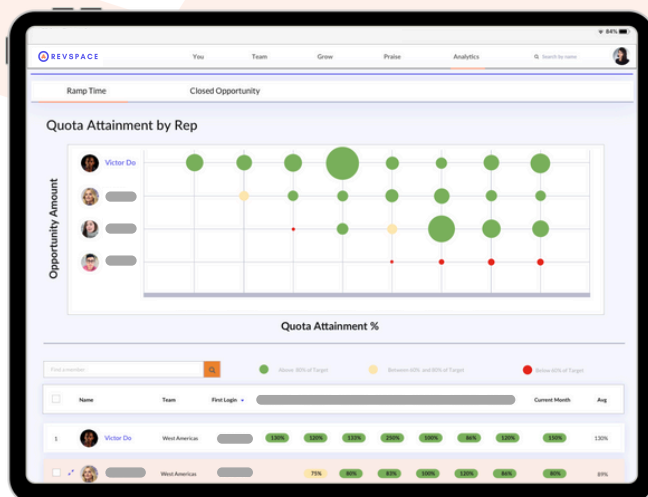 84%
REVSPACE
You Team Grow Praise Analytics Search by name
Ramp Time Closed Opportunity
Quota Attainment by Rep
Victor Do
Opportunity Amount
Quota Attainment %
Find a member
Above 80% of Target Between 60% and 80% of Target Below 60% of Target
Name Team First Login Current Month Avg
1 Victor Do West Americas 130% 120% 133% 250% 100% 86% 120% 150% 130%
West Americas 75% 80% 83% 100% 120% 86% 80% 89%